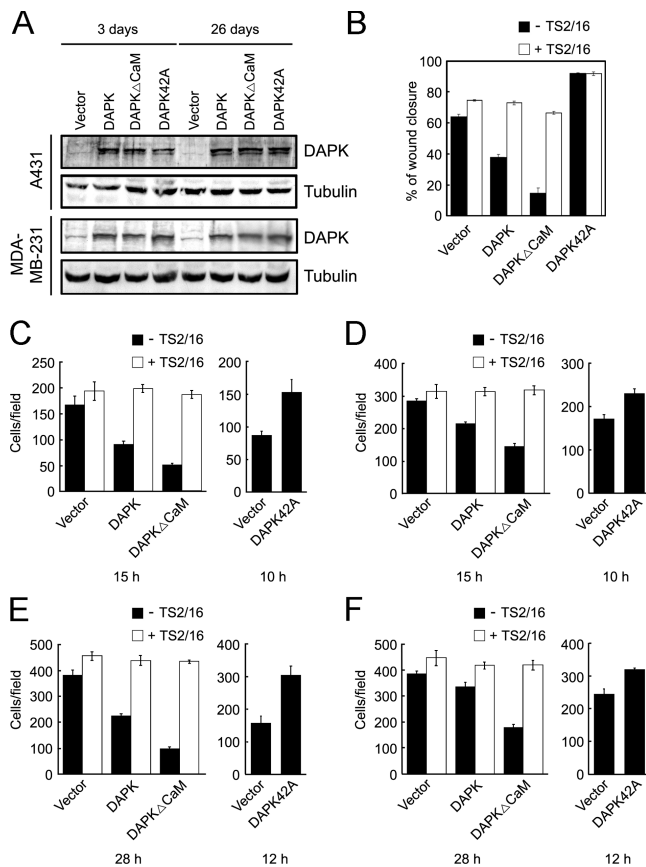 A
3 days
26 days
Vector
DAPK
DAPK△CaM
DAPK42A
Vector
DAPK
DAPK△CaM
DAPK42A
A431
DAPK
Tubulin
MDA-
MB-231
DAPK
Tubulin
B
- TS2/16
+ TS2/16
% of wound closure
100
80
60
40
20
0
Vector
DAPK
DAPK△CaM
DAPK42A
C
- TS2/16
+ TS2/16
Cells/field
250
200
150
100
50
0
Vector
DAPK
DAPK△CaM
15 h
150
100
50
0
Vector
DAPK42A
10 h
D
- TS2/16
+ TS2/16
Cells/field
400
300
200
100
0
Vector
DAPK
DAPK△CaM
15 h
300
200
100
0
Vector
DAPK42A
10 h
E
- TS2/16
+ TS2/16
Cells/field
500
400
300
200
100
0
Vector
DAPK
DAPK△CaM
28 h
400
300
200
100
0
Vector
DAPK42A
12 h
F
- TS2/16
+ TS2/16
Cells/field
500
400
300
200
100
0
Vector
DAPK
DAPK△CaM
28 h
400
300
200
100
0
Vector
DAPK42A
12 h